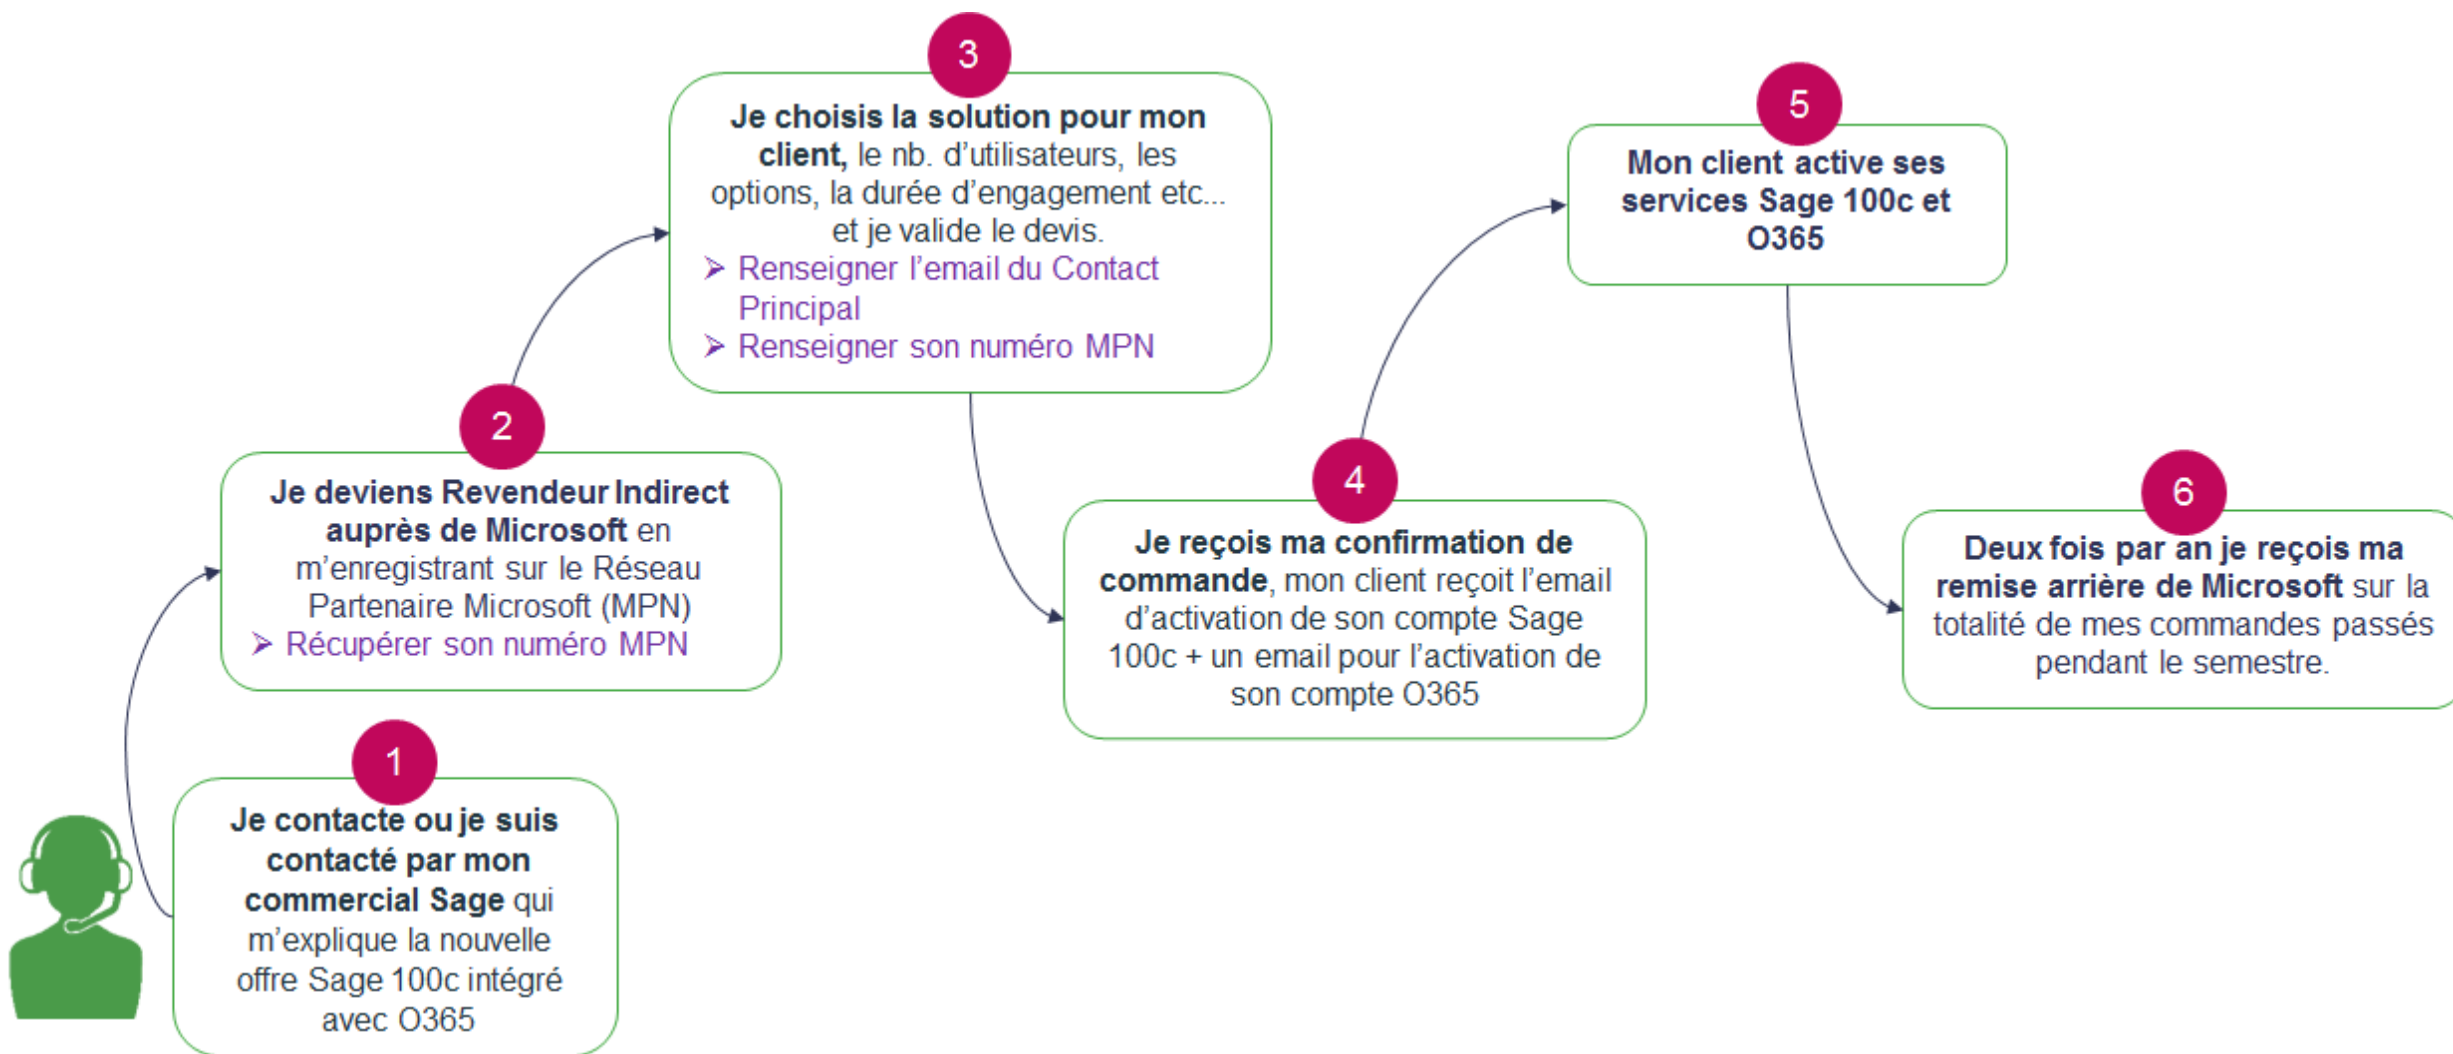 1
Je contacte ou je suis
contacté par mon
commercial Sage qui
m'explique la nouvelle
offre Sage 100c intégré
avec O365
2
Je deviens Revendeur Indirect
auprès de Microsoft en
m'enregistrant sur le Réseau
Partenaire Microsoft (MPN)
➢ Récupérer son numéro MPN
3
Je choisis la solution pour mon
client, le nb. d'utilisateurs, les
options, la durée d'engagement etc...
et je valide le devis.
➢ Renseigner l'email du Contact
Principal
➢ Renseigner son numéro MPN
4
Je reçois ma confirmation de
commande, mon client reçoit l'email
d'activation de son compte Sage
100c + un email pour l'activation de
son compte O365
5
Mon client active ses
services Sage 100c et
O365
6
Deux fois par an je reçois ma
remise arrière de Microsoft sur la
totalité de mes commandes passés
pendant le semestre.